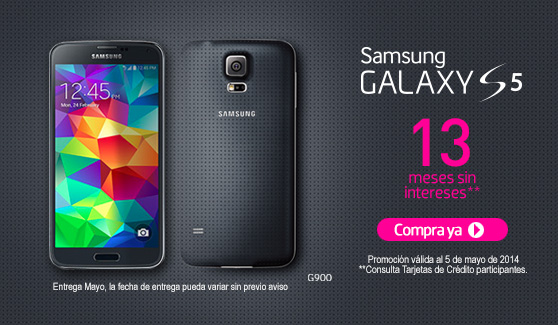 SAMSUNG
Mon, 24 February
SAMSUNG
G900
Entrega Mayo, la fecha de entrega pueda variar sin previo aviso
Samsung
GALAXY S5
13
meses sin
intereses**
Compra ya
Promoción válida al 5 de mayo de 2014
**Consulta Tarjetas de Crédito participantes.